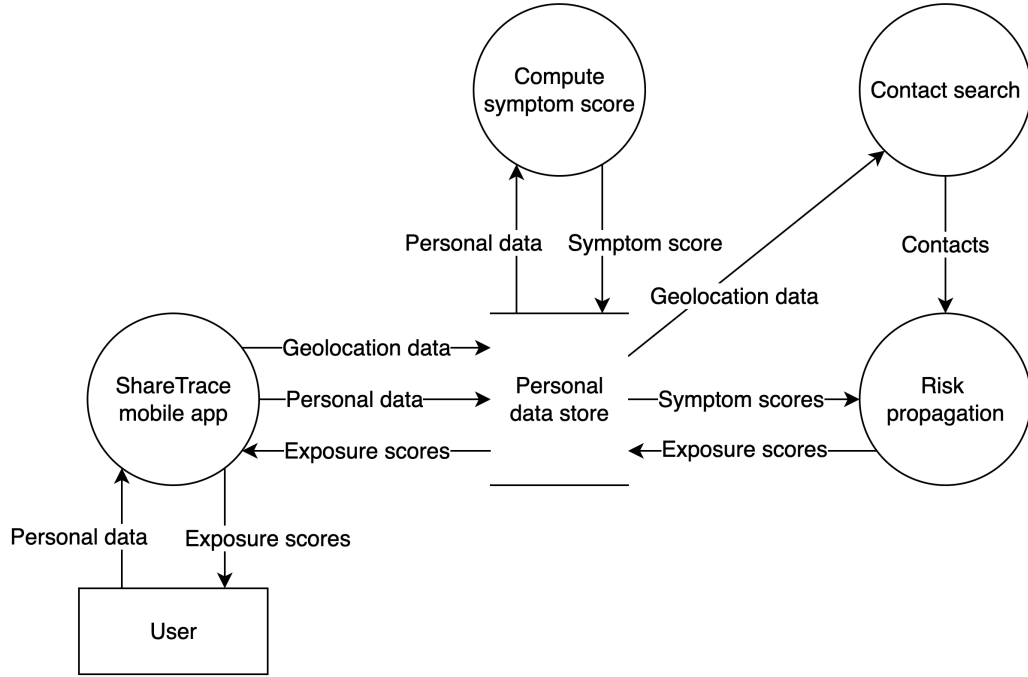 Compute
symptom score
Contact search
Personal data
Symptom score
Contacts
Geolocation data
ShareTrace
mobile app
Geolocation data
Personal data
Exposure scores
Personal
data store
Symptom scores
Exposure scores
Risk
propagation
Personal data
Exposure scores
User